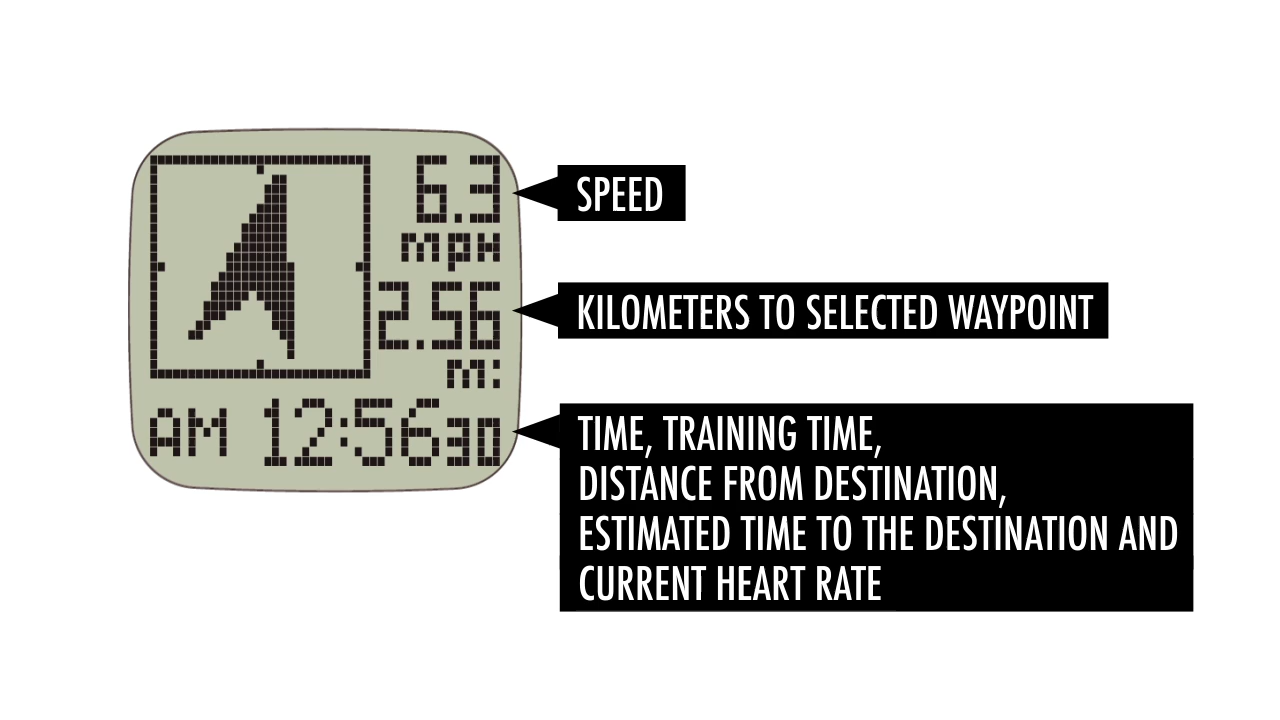 6.3
SPEED
mpH
2.56
KILOMETERS TO SELECTED WAYPOINT
m:
AM 12:56 30
TIME, TRAINING TIME,
DISTANCE FROM DESTINATION,
ESTIMATED TIME TO THE DESTINATION AND
CURRENT HEART RATE